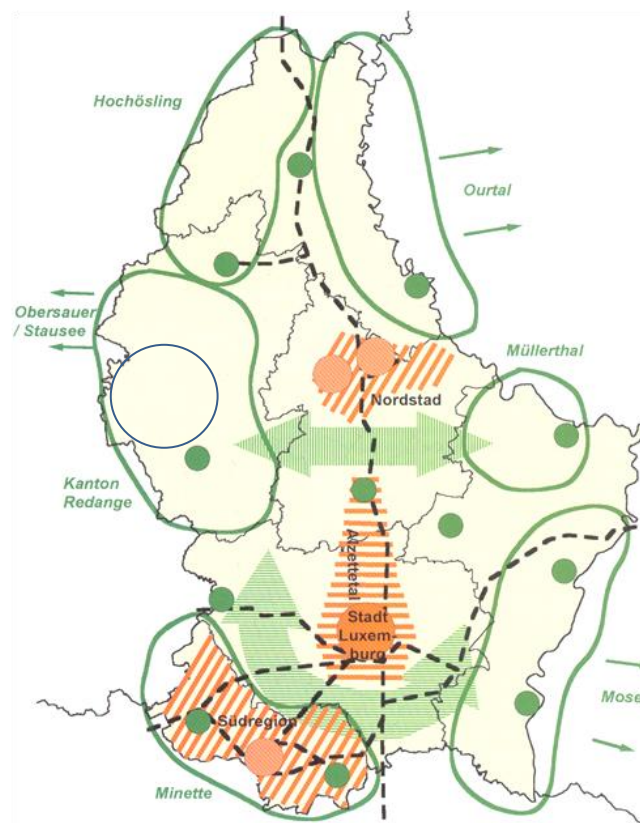 Hochösling
Ourtal
Obersauer
/ Stausee
Müllerthal
Nordstad
Kanton
Redange
Alzettetal
Stadt
Luxem-
burg
Südregion
Mose
Minette